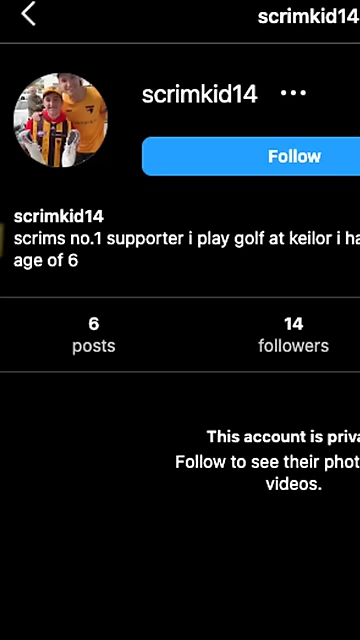 scrimkid14
scrimkid14
Follow
scrimkid14
scrims no.1 supporter i play golf at keilor i ha
age of 6
6
14
posts
followers
This account is priva
Follow to see their phot
videos.